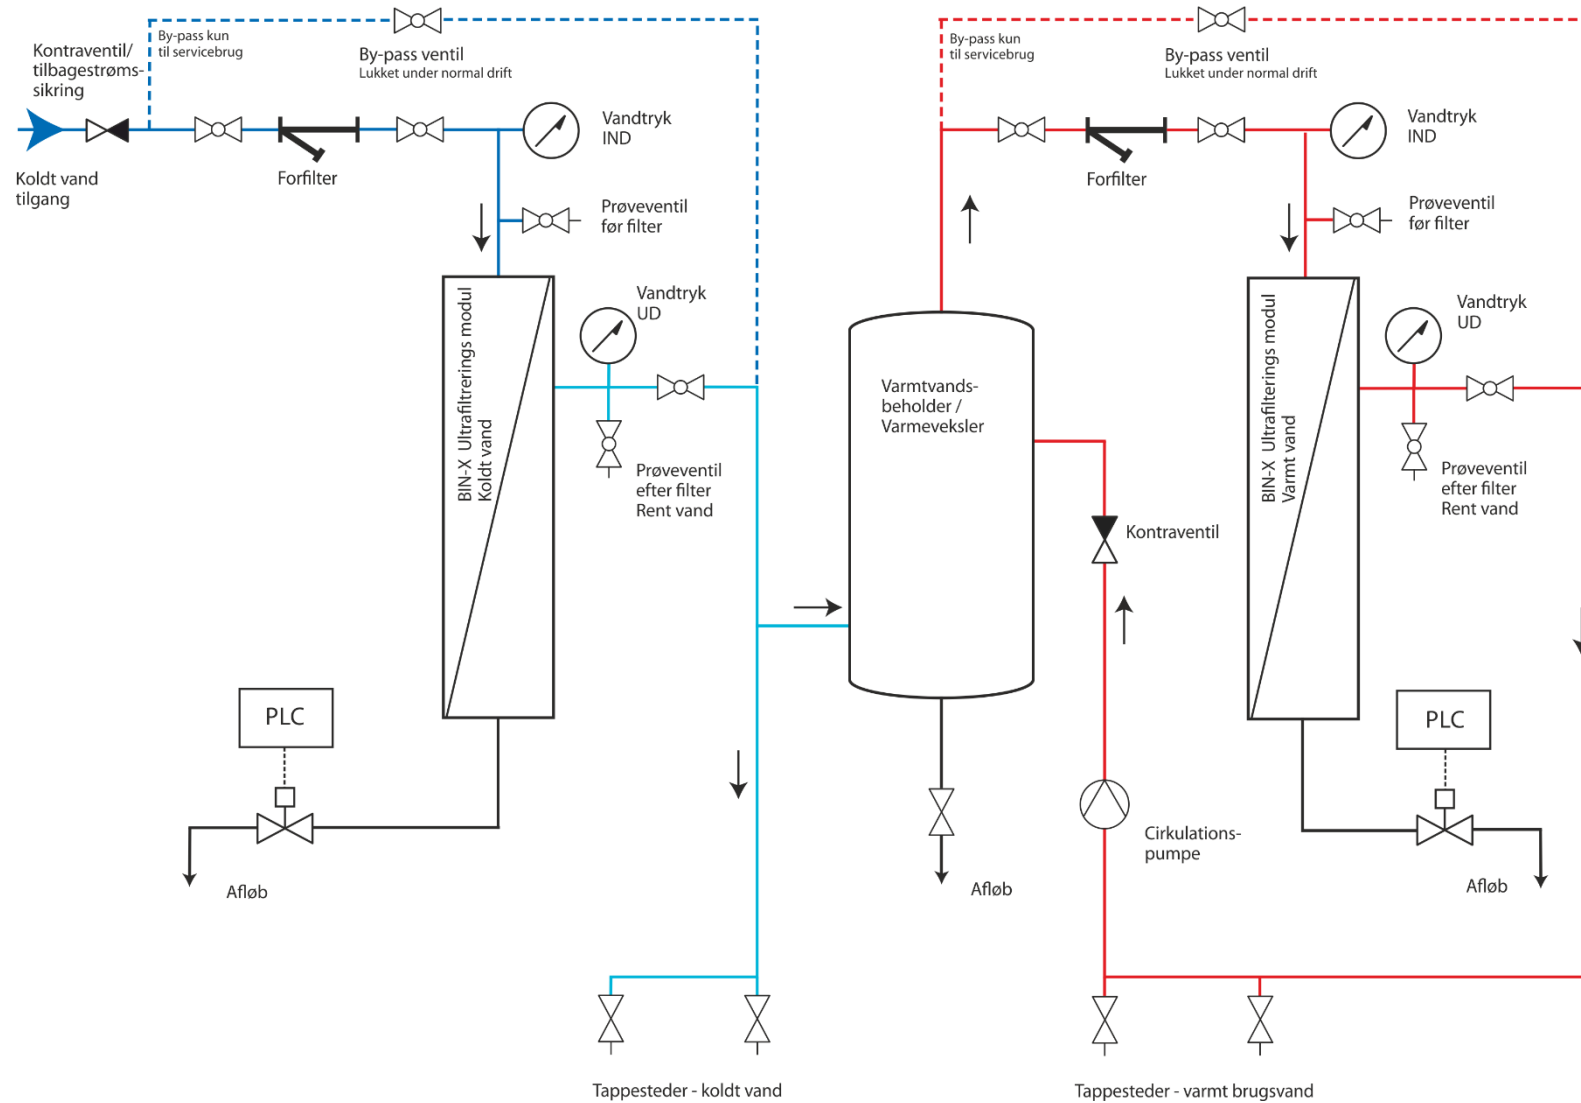 Kontraventil/
tilbagestrøms-
sikring
By-pass kun
til servicebrug
By-pass ventil
Lukket under normal drift
Vandtryk
IND
Koldt vand
tilgang
Forfilter
Prøveventil
før filter
BIN-X Ultrafiltrerings modul
Koldt vand
Vandtryk
UD
Prøveventil
efter filter
Rent vand
PLC
Afløb
Tappesteder - koldt vand
Varmtvands-
beholder /
Varmeveksler
Afløb
By-pass kun
til servicebrug
By-pass ventil
Lukket under normal drift
Vandtryk
IND
Forfilter
Prøveventil
før filter
BIN-X Ultrafiltrerings modul
Varmt vand
Vandtryk
UD
Prøveventil
efter filter
Rent vand
Kontraventil
Cirkulations-
pumpe
PLC
Afløb
Tappesteder - varmt brugsvand